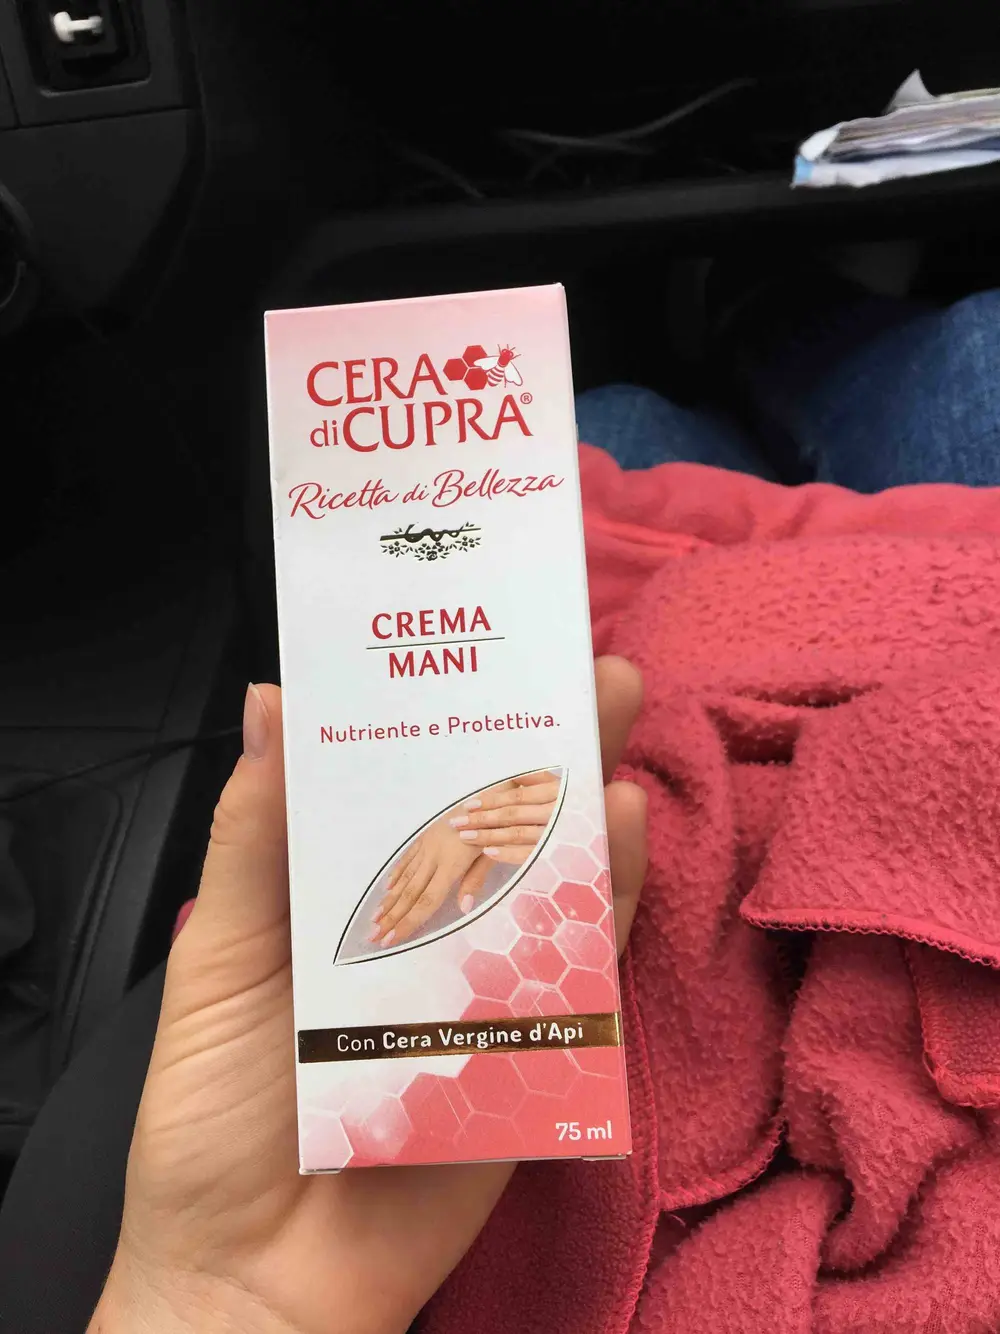 CERA
di CUPRA®
Ricetta di Bellezza
CREMA
MANI
Nutriente e Protettiva.
Con Cera Vergine d'Api
75 ml